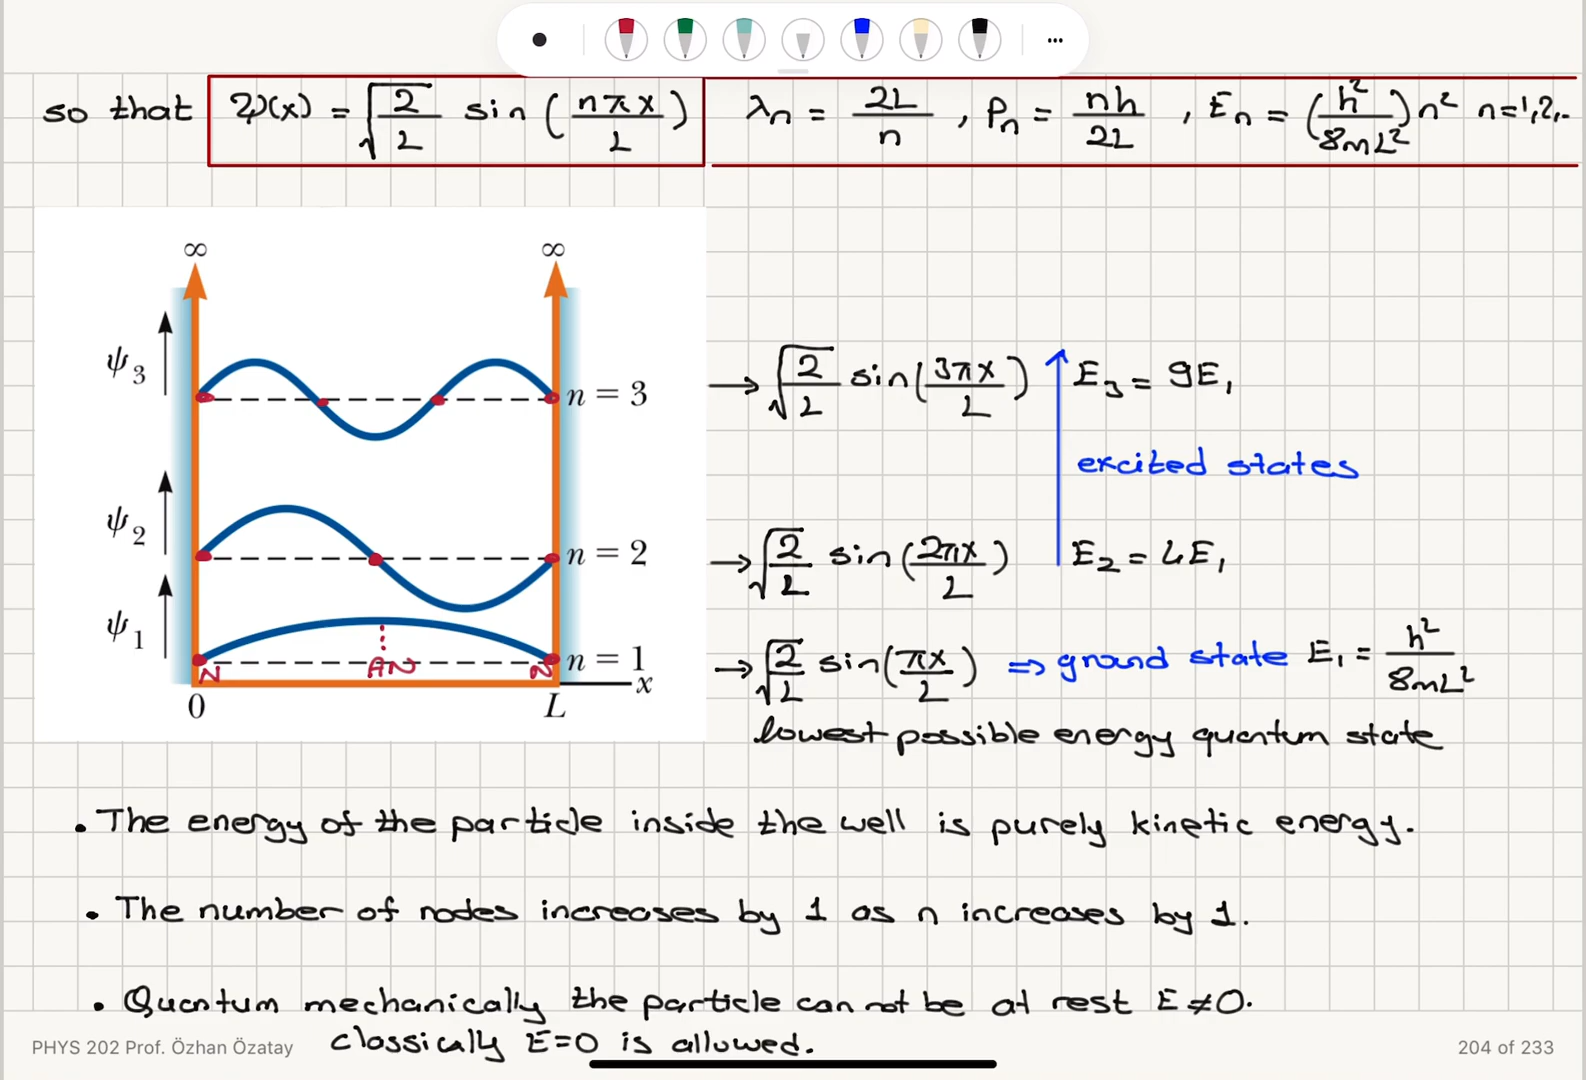 so that ψ(x) = √(2/L) sin(nπx/L) λn = 2L/n , Pn = nh/2L , En = (h²/8mL²)n² n=1,2,..
∞ ∞
ψ3 n = 3 → √(2/L) sin(3πx/L) E3 = 9E1
excited states
ψ2 n = 2 → √(2/L) sin(2πx/L) E2 = 4E1
ψ1 N AN N n = 1 → √(2/L) sin(πx/L) ⇒ ground state E1 = h²/8mL²
0 L x
lowest possible energy quantum state
• The energy of the particle inside the well is purely kinetic energy.
• The number of nodes increases by 1 as n increases by 1.
• Quantum mechanically the particle can not be at rest E≠0.
classically E=0 is allowed.
PHYS 202 Prof. Özhan Özatay
204 of 233